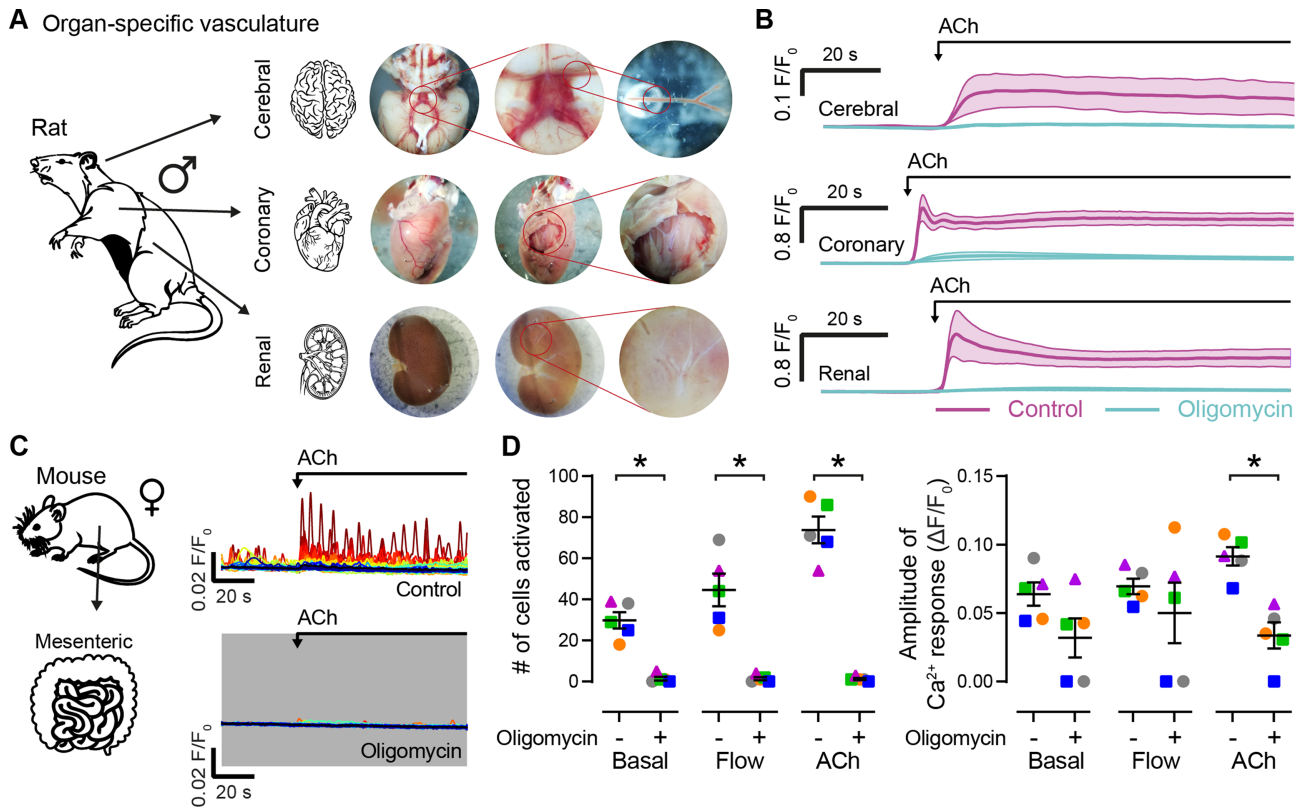 A Organ-specific vasculature
Rat
♂
Cerebral
Coronary
Renal
B
ACh
20 s
0.1 F/F0
Cerebral
ACh
20 s
0.8 F/F0
Coronary
ACh
20 s
0.8 F/F0
Renal
Control
Oligomycin
C
Mouse
♀
Mesenteric
ACh
0.02 F/F0
20 s
Control
ACh
Oligomycin
0.02 F/F0
20 s
D
# of cells activated
100
80
60
40
20
0
* * *
Oligomycin - + - + - +
Basal Flow ACh
Amplitude of
Ca2+ response (ΔF/F0)
0.15
0.10
0.05
0.00
*
Oligomycin - + - + - +
Basal Flow ACh